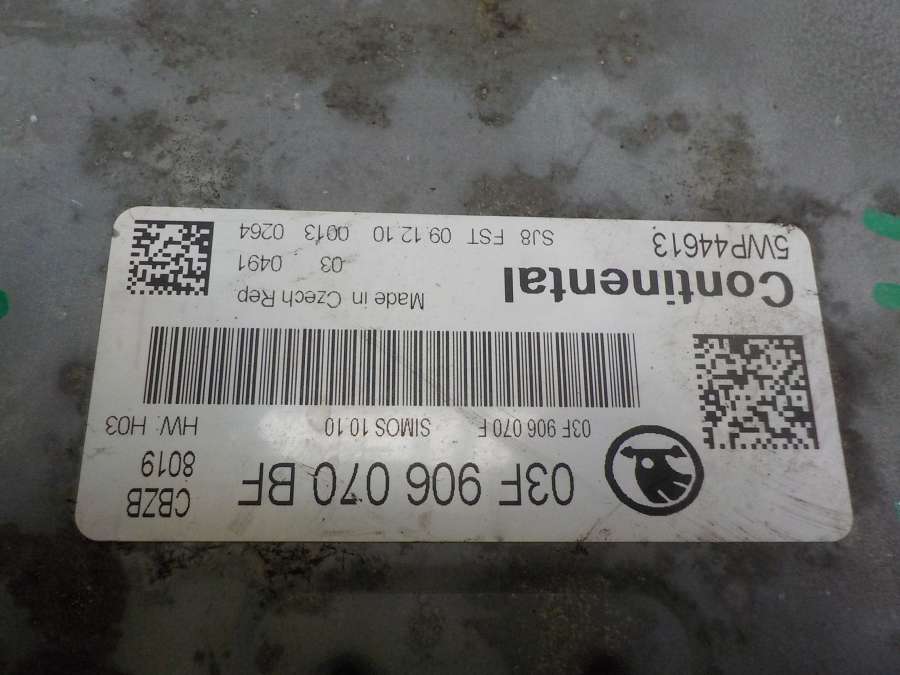 03F 906 070 BF
CBZB
8019
03F 906 070 F SIMOS 10.10 HW: H03
Continental
Made in Czech Rep.
03 0491
5WP44613
SJ8 FST 09.12.10 0013 0264